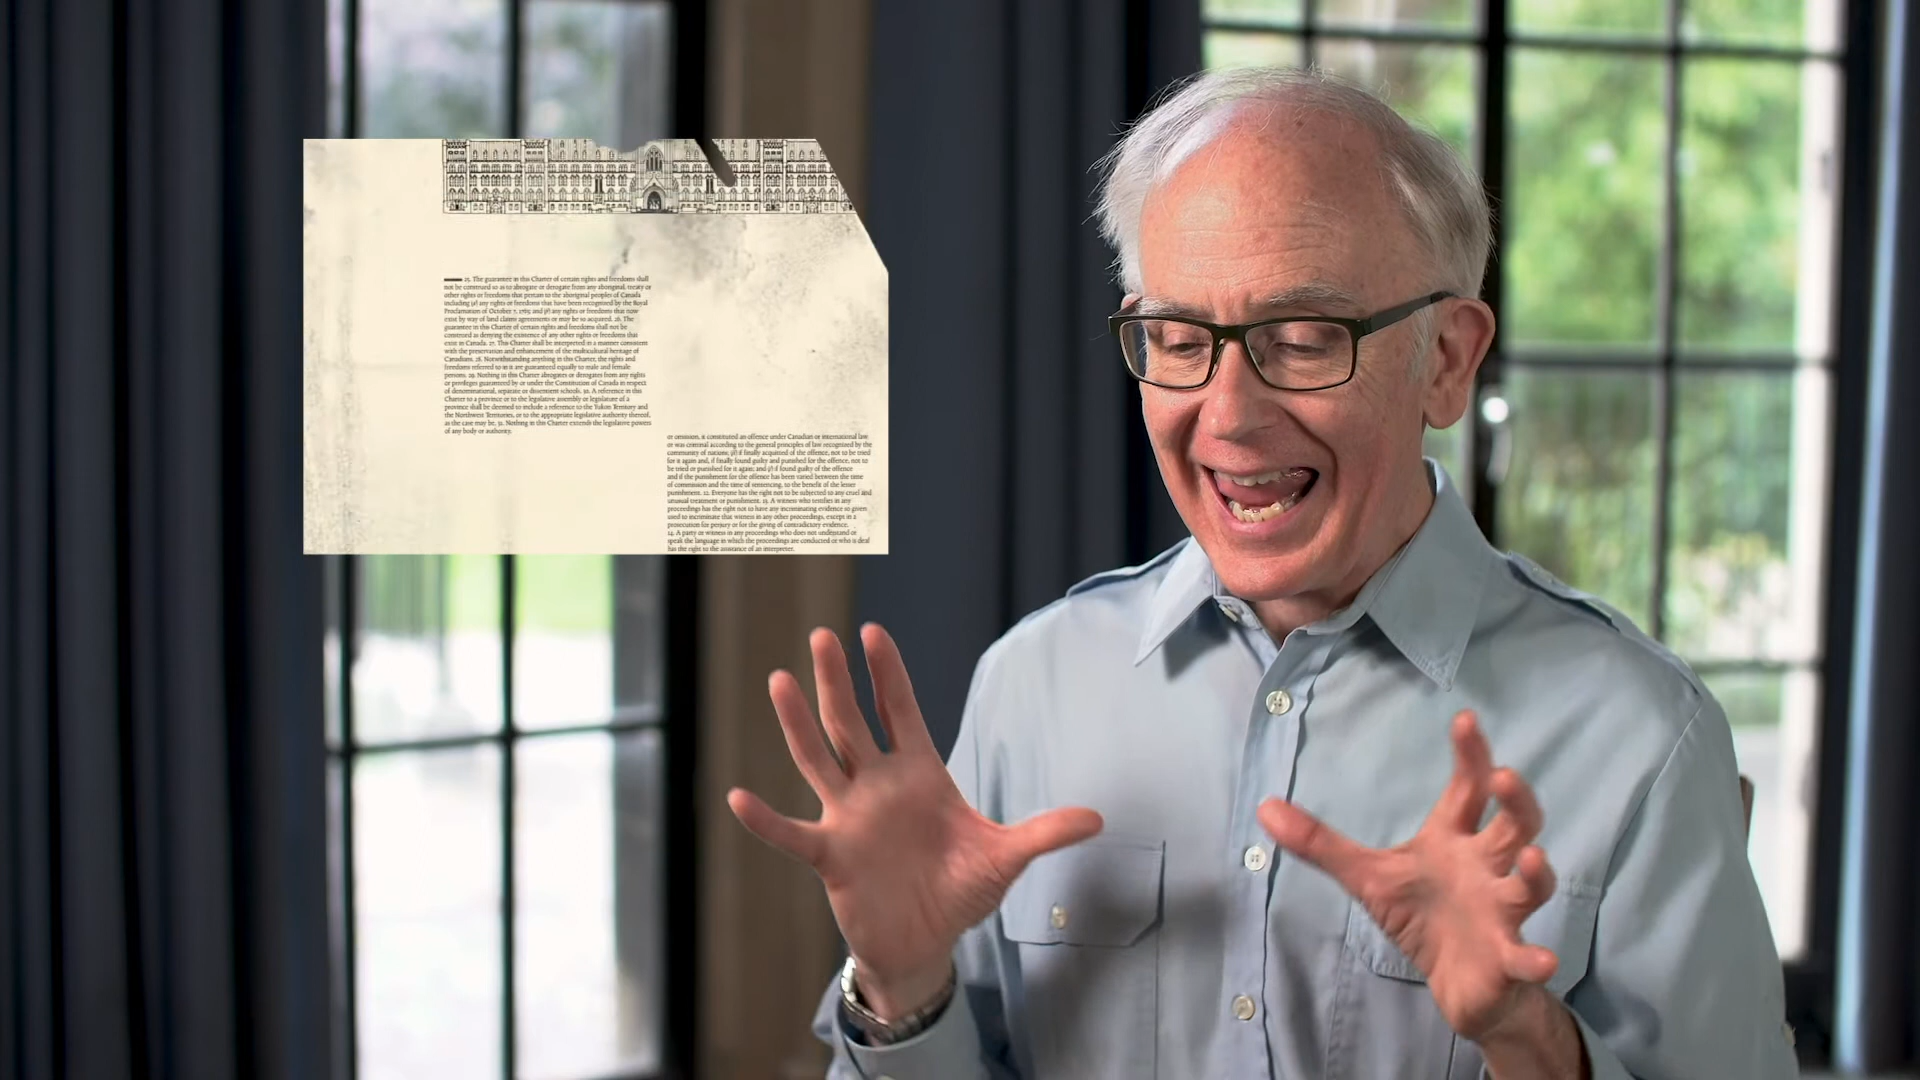 25. The guarantee in this Charter of certain rights and freedoms shall
not be construed so as to abrogate or derogate from any aboriginal, treaty or
other rights or freedoms that pertain to the aboriginal peoples of Canada
including (a) any rights or freedoms that have been recognized by the Royal
Proclamation of October 7, 1763; and (b) any rights or freedoms that now
exist by way of land claims agreements or may be so acquired. 26. The
guarantee in this Charter of certain rights and freedoms shall not be
construed as denying the existence of any other rights or freedoms that
exist in Canada. 27. This Charter shall be interpreted in a manner consistent
with the preservation and enhancement of the multicultural heritage of
Canadians. 28. Notwithstanding anything in this Charter, the rights and
freedoms referred to in it are guaranteed equally to male and female
persons. 29. Nothing in this Charter abrogates or derogates from any rights
or privileges guaranteed by or under the Constitution of Canada in respect
of denominational, separate or dissentient schools. 30. A reference in this
Charter to a province or to the legislative assembly or legislature of a
province shall be deemed to include a reference to the Yukon Territory and
the Northwest Territories, or to the appropriate legislative authority thereof,
as the case may be. 31. Nothing in this Charter extends the legislative powers
of any body or authority.
or omission, it constituted an offence under Canadian or international law
or was criminal according to the general principles of law recognized by the
community of nations; (h) if finally acquitted of the offence, not to be tried
for it again and, if finally found guilty and punished for the offence, not to
be tried or punished for it again; and (i) if found guilty of the offence
and if the punishment for the offence has been varied between the time
of commission and the time of sentencing, to the benefit of the lesser
punishment. 12. Everyone has the right not to be subjected to any cruel and
unusual treatment or punishment. 13. A witness who testifies in any
proceedings has the right not to have any incriminating evidence so given
used to incriminate that witness in any other proceedings, except in a
prosecution for perjury or for the giving of contradictory evidence.
14. A party or witness in any proceedings who does not understand or
speak the language in which the proceedings are conducted or who is deaf
has the right to the assistance of an interpreter.